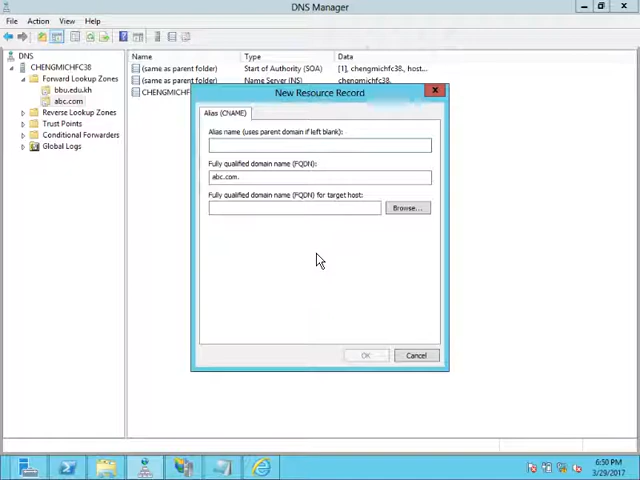 DNS Manager
File Action View Help
DNS
CHENGMICHFC38
Forward Lookup Zones
bbu.edu.kh
abc.com
Reverse Lookup Zones
Trust Points
Conditional Forwarders
Global Logs
Name Type Data
(same as parent folder) Start of Authority (SOA) [1], chengmichfc38., host...
(same as parent folder) Name Server (NS) chengmichfc38.
CHENGMICHF
New Resource Record
Alias (CNAME)
Alias name (uses parent domain if left blank):
Fully qualified domain name (FQDN):
abc.com.
Fully qualified domain name (FQDN) for target host:
Browse...
OK Cancel
6:50 PM
3/29/2017